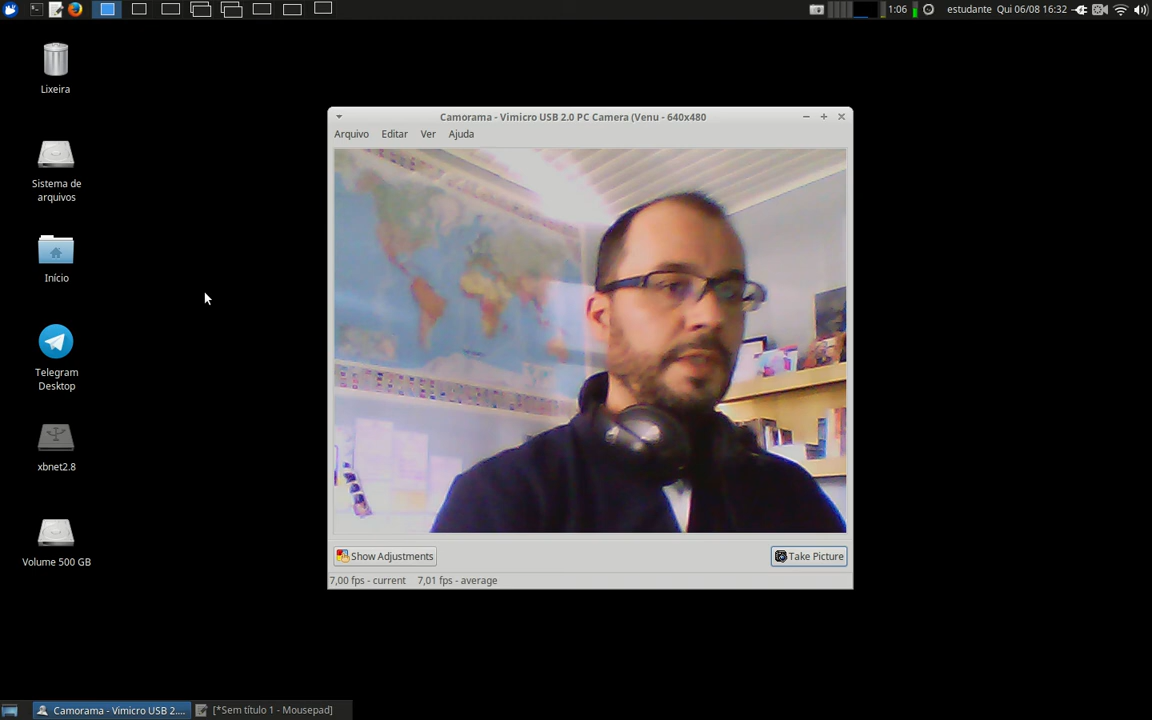 1:06
estudante Qui 06/08 16:32
Lixeira
Sistema de
arquivos
Início
Telegram
Desktop
xbnet2.8
Volume 500 GB
Camorama - Vimicro USB 2.0 PC Camera (Venu - 640x480
Arquivo Editar Ver Ajuda
Show Adjustments
Take Picture
7,00 fps - current 7,01 fps - average
Camorama - Vimicro USB 2....
[*Sem título 1 - Mousepad]